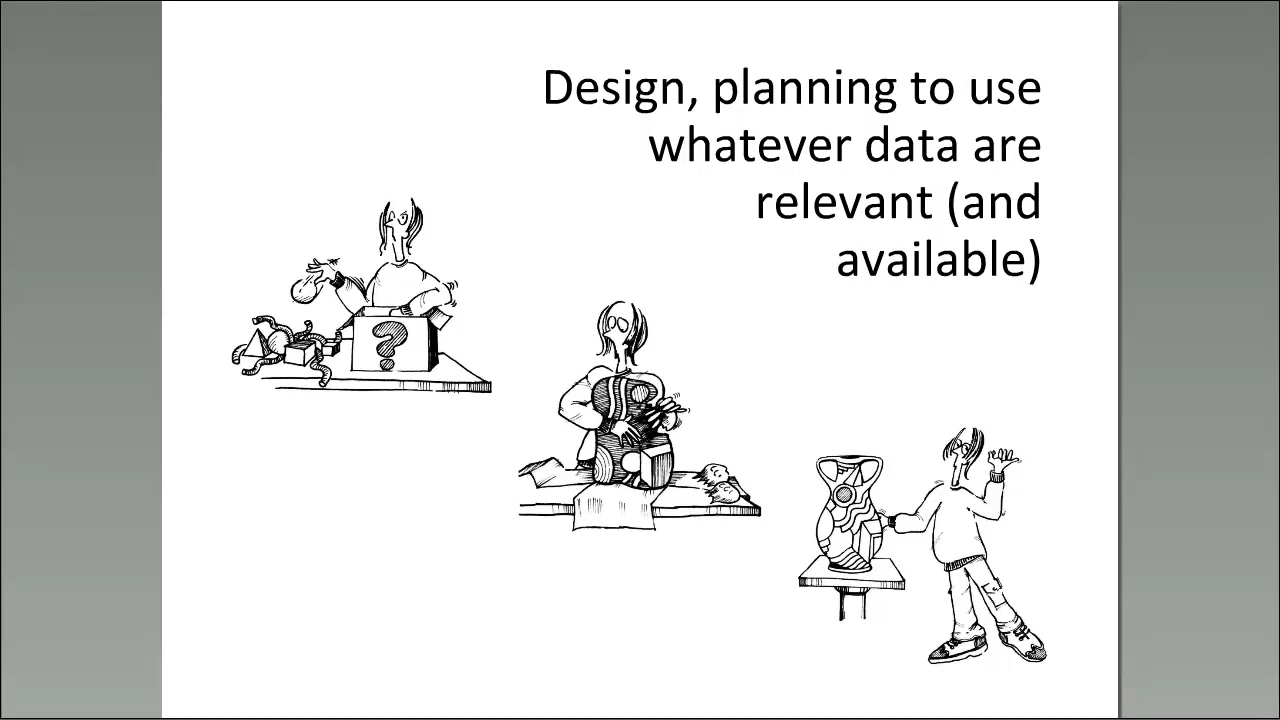 Design, planning to use
whatever data are
relevant (and
available)
?